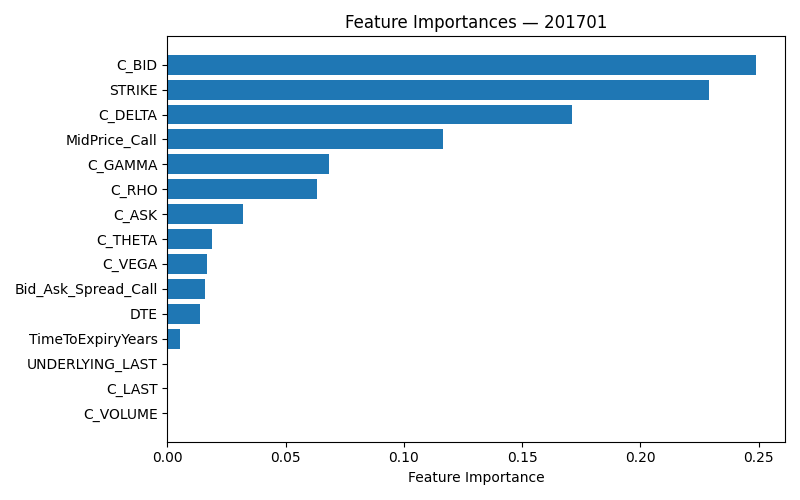 Feature Importances — 201701
C_BID
STRIKE
C_DELTA
MidPrice_Call
C_GAMMA
C_RHO
C_ASK
C_THETA
C_VEGA
Bid_Ask_Spread_Call
DTE
TimeToExpiryYears
UNDERLYING_LAST
C_LAST
C_VOLUME
0.00 0.05 0.10 0.15 0.20 0.25
Feature Importance